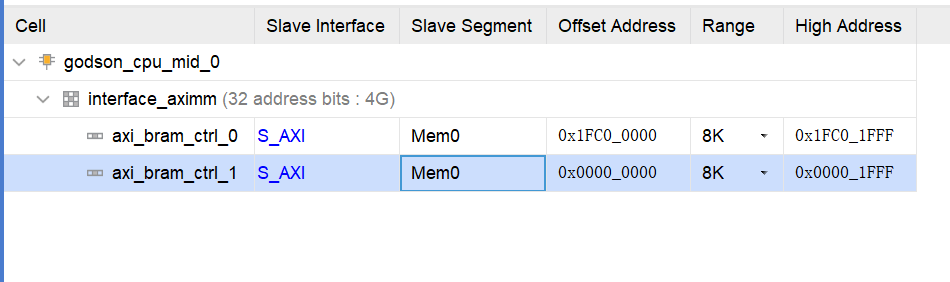 Cell Slave Interface Slave Segment Offset Address Range High Address
godson_cpu_mid_0
interface_aximm (32 address bits : 4G)
axi_bram_ctrl_0 S_AXI Mem0 0x1FC0_0000 8K 0x1FC0_1FFF
axi_bram_ctrl_1 S_AXI Mem0 0x0000_0000 8K 0x0000_1FFF